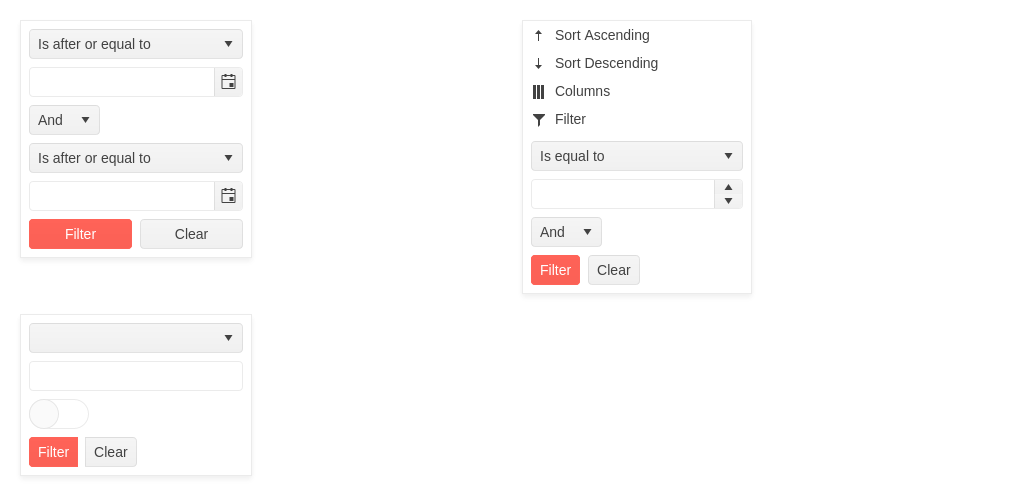 Is after or equal to
And
Is after or equal to
Filter Clear
Sort Ascending
Sort Descending
Columns
Filter
Is equal to
And
Filter Clear
Filter Clear